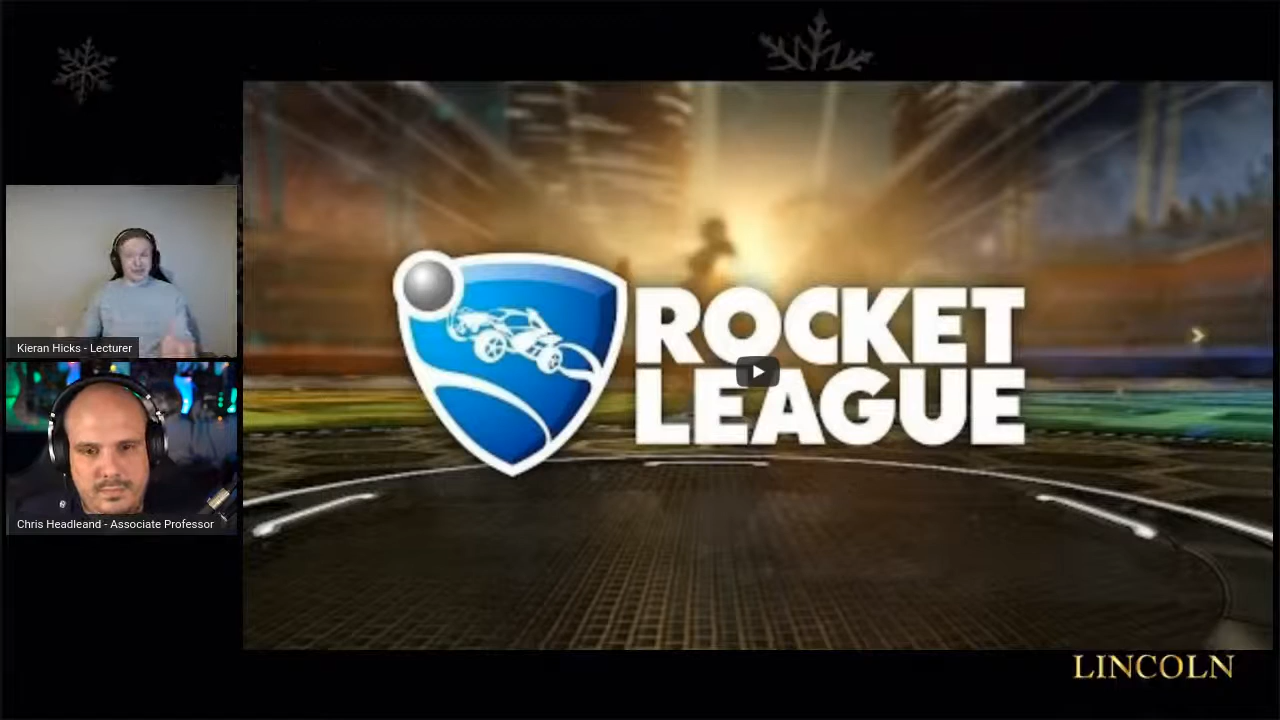 Kieran Hicks - Lecturer
Chris Headleand - Associate Professor
ROCKET
LEAGUE
LINCOLN